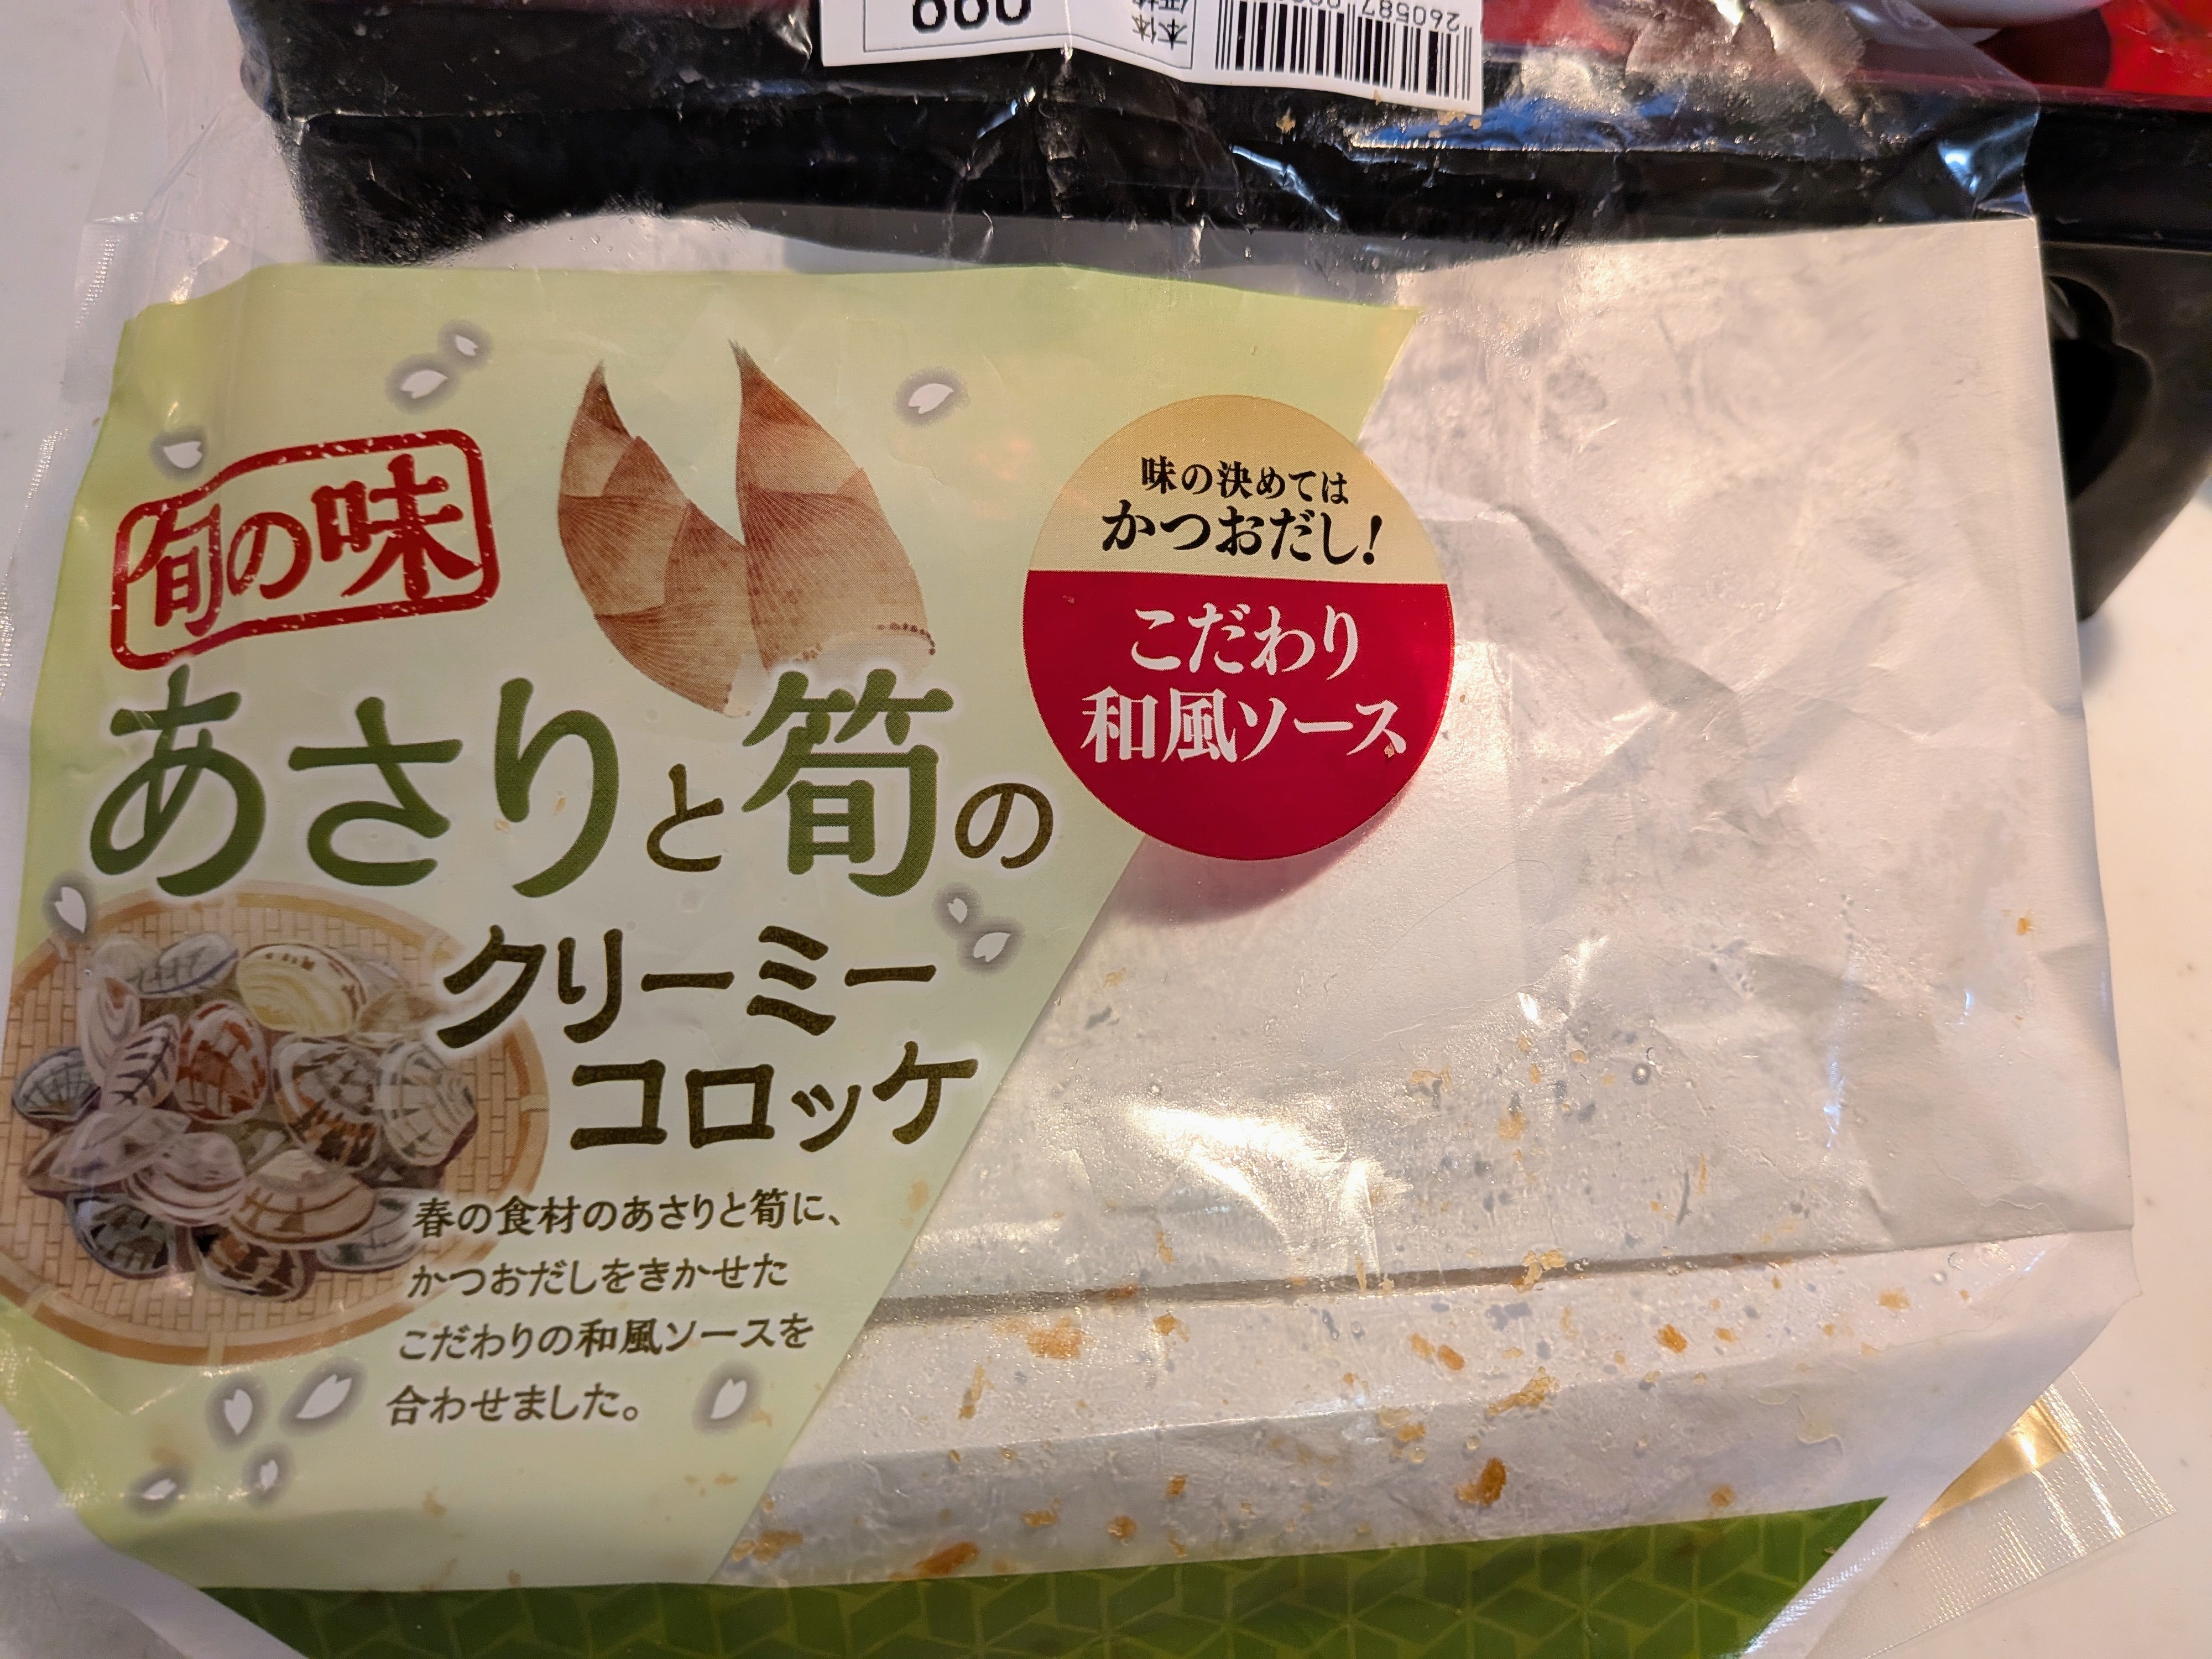 本体
旬の味
味の決めては
かつおだし!
こだわり
和風ソース
あさりと筍の
クリーミー
コロッケ
春の食材のあさりと筍に、
かつおだしをきかせた
こだわりの和風ソースを
合わせました。